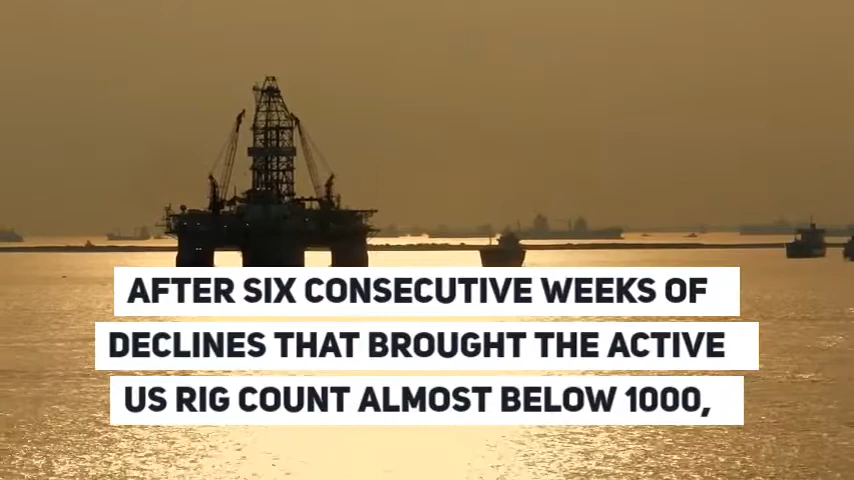 AFTER SIX CONSECUTIVE WEEKS OF
DECLINES THAT BROUGHT THE ACTIVE
US RIG COUNT ALMOST BELOW 1000,